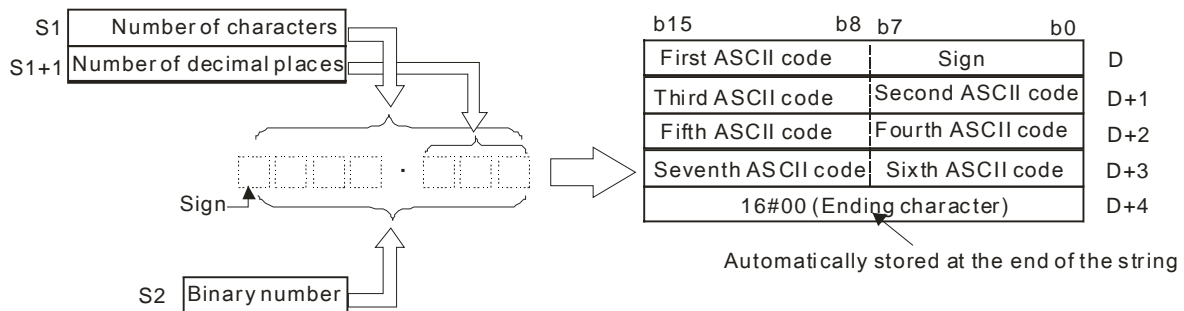 S1 Number of characters
S1+1 Number of decimal places
Sign
S2 Binary number
b15 b8 b7 b0
First ASCII code Sign D
Third ASCII code Second ASCII code D+1
Fifth ASCII code Fourth ASCII code D+2
Seventh ASCII code Sixth ASCII code D+3
16#00 (Ending character) D+4
Automatically stored at the end of the string